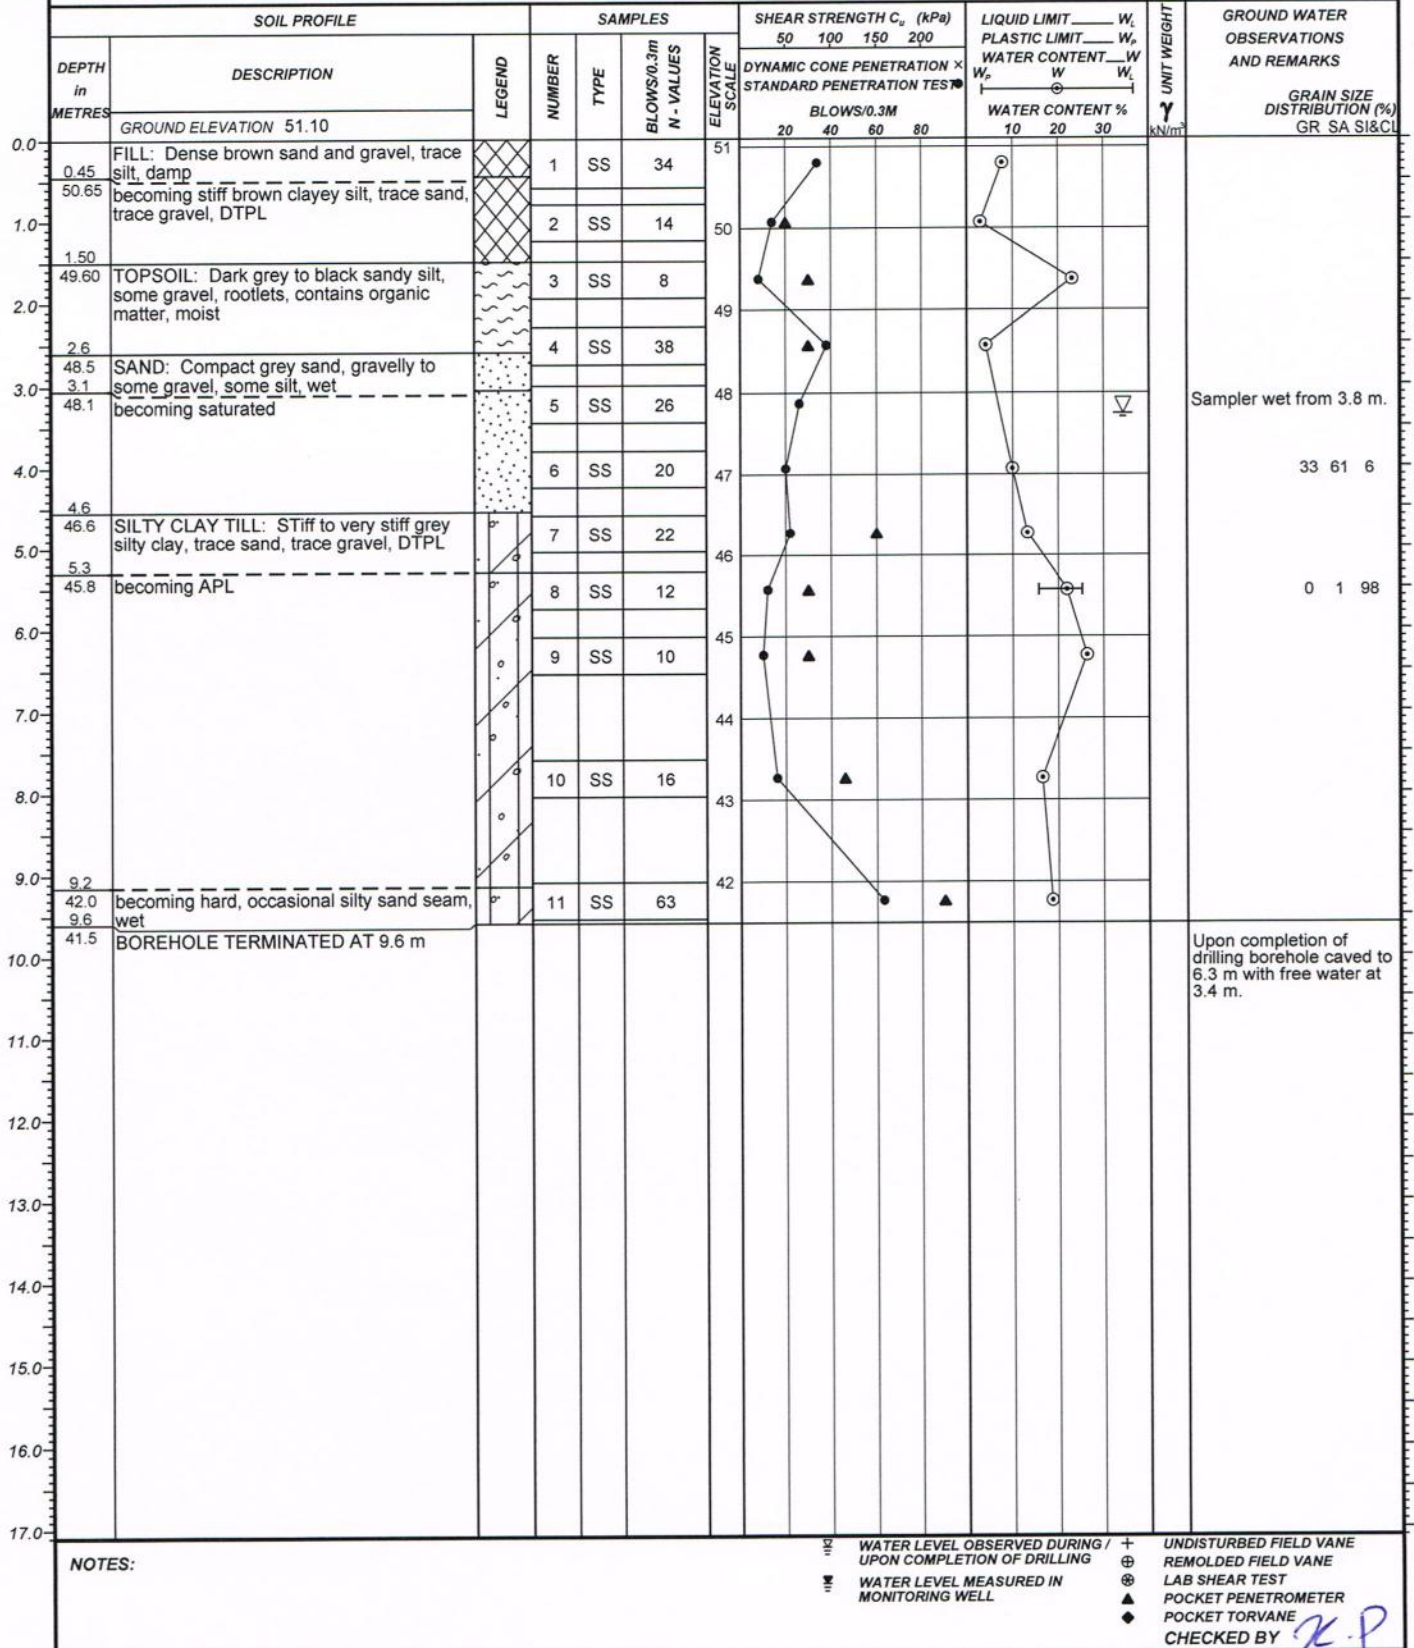 SOIL PROFILE
SAMPLES
SHEAR STRENGTH Cu (kPa)
50 100 150 200
DYNAMIC CONE PENETRATION ×
STANDARD PENETRATION TEST●
BLOWS/0.3M
20 40 60 80
LIQUID LIMIT____ WL
PLASTIC LIMIT____ WP
WATER CONTENT__W
WP W WL
WATER CONTENT %
10 20 30
UNIT WEIGHT
γ
kN/m³
GROUND WATER
OBSERVATIONS
AND REMARKS
GRAIN SIZE
DISTRIBUTION (%)
GR SA SI&CL
DEPTH
in
METRES
DESCRIPTION
LEGEND
NUMBER
TYPE
BLOWS/0.3m
N - VALUES
ELEVATION
SCALE
GROUND ELEVATION 51.10
0.0
FILL: Dense brown sand and gravel, trace
silt, damp
0.45
50.65
becoming stiff brown clayey silt, trace sand,
trace gravel, DTPL
1.0
1.50
49.60
TOPSOIL: Dark grey to black sandy silt,
some gravel, rootlets, contains organic
matter, moist
2.0
2.6
48.5
SAND: Compact grey sand, gravelly to
some gravel, some silt, wet
3.0
3.1
48.1
becoming saturated
4.0
4.6
46.6
SILTY CLAY TILL: STiff to very stiff grey
silty clay, trace sand, trace gravel, DTPL
5.0
5.3
45.8
becoming APL
6.0
7.0
8.0
9.0
9.2
42.0
becoming hard, occasional silty sand seam,
wet
9.6
41.5
BOREHOLE TERMINATED AT 9.6 m
10.0
11.0
12.0
13.0
14.0
15.0
16.0
17.0
1 SS 34
2 SS 14
3 SS 8
4 SS 38
5 SS 26
6 SS 20
7 SS 22
8 SS 12
9 SS 10
10 SS 16
11 SS 63
51
50
49
48
47
46
45
44
43
42
Sampler wet from 3.8 m.
33 61 6
0 1 98
Upon completion of
drilling borehole caved to
6.3 m with free water at
3.4 m.
NOTES:
WATER LEVEL OBSERVED DURING /
UPON COMPLETION OF DRILLING
WATER LEVEL MEASURED IN
MONITORING WELL
UNDISTURBED FIELD VANE
REMOLDED FIELD VANE
LAB SHEAR TEST
POCKET PENETROMETER
POCKET TORVANE
CHECKED BY K.P